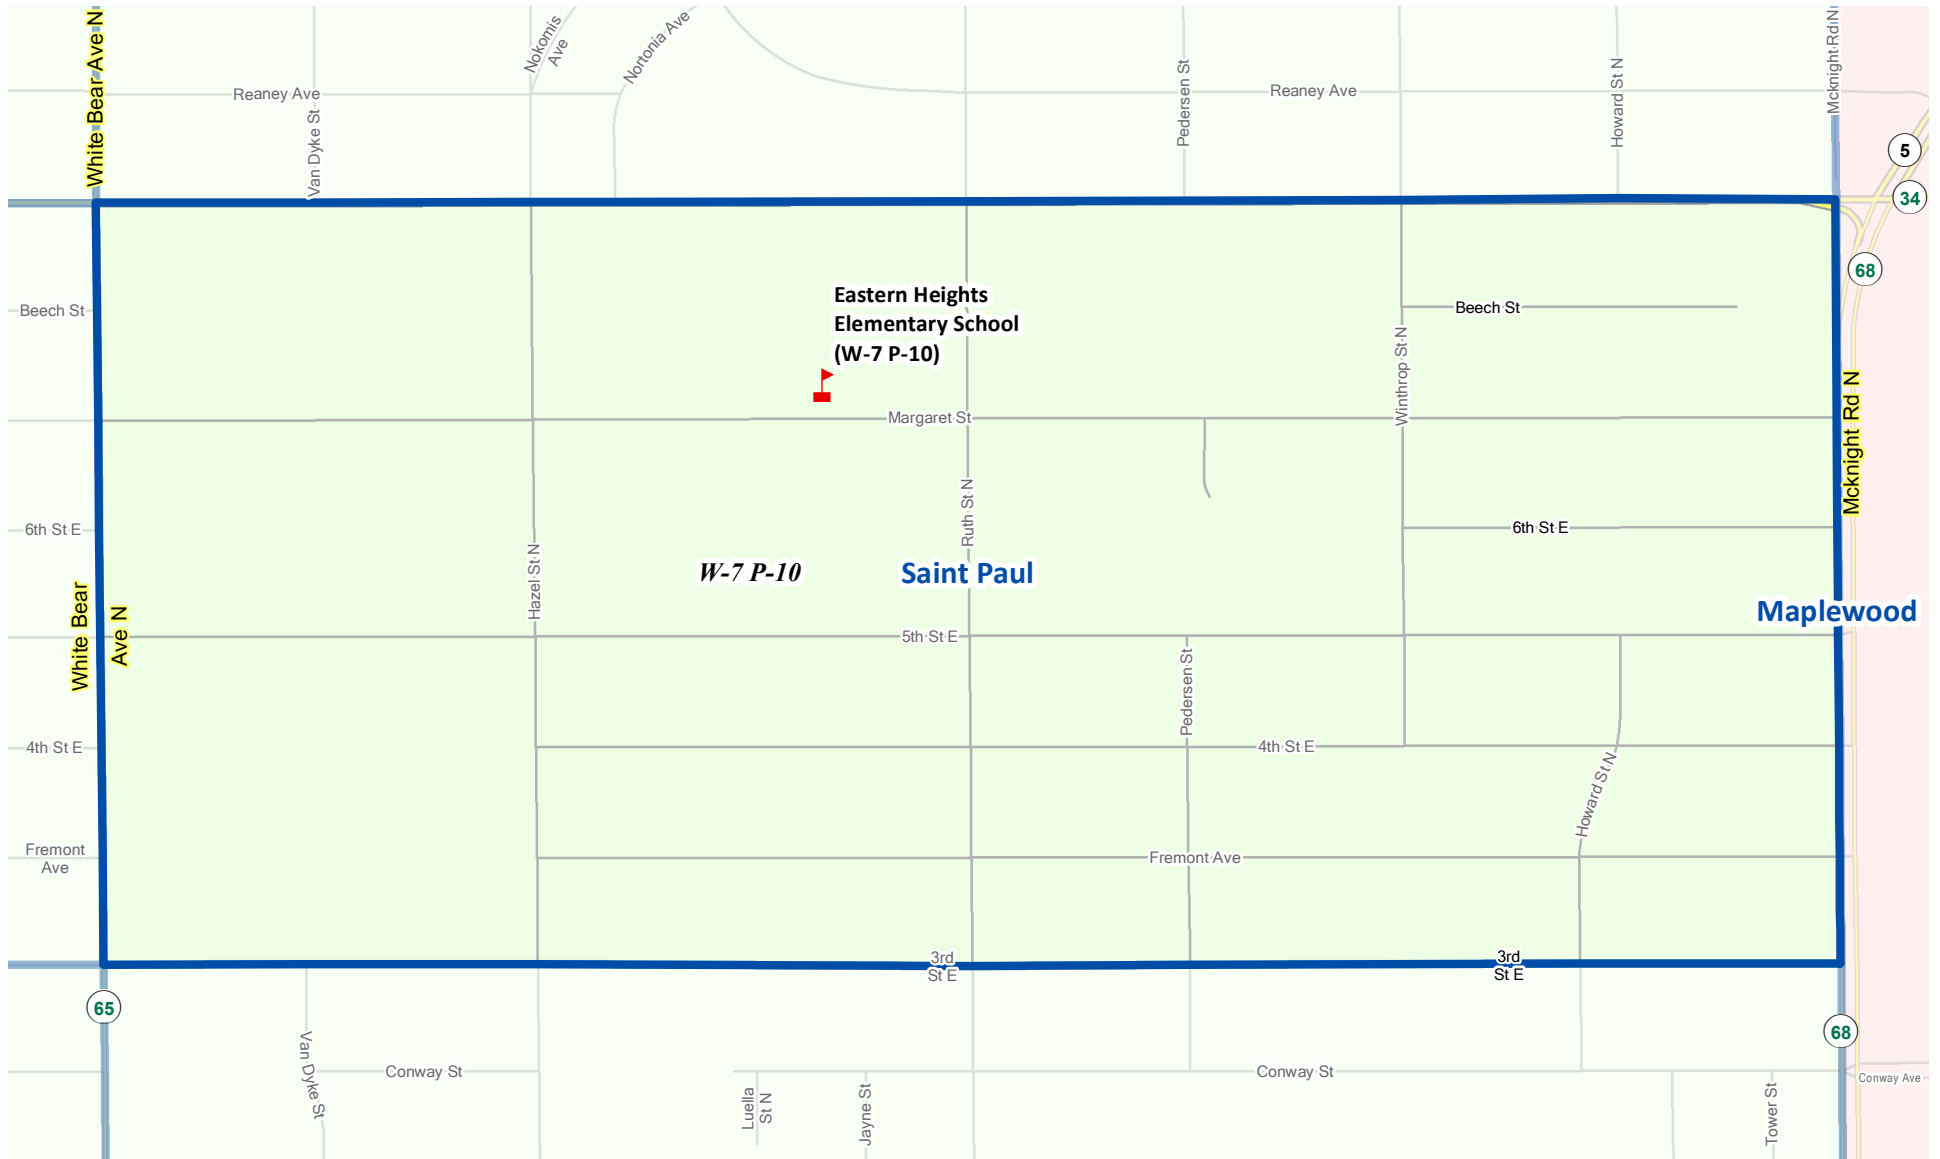 White Bear Ave N
Nokomis
Ave
Nortonia Ave
Mcknight Rd N
Reaney Ave
Van Dyke St
Pedersen St
Reaney Ave
Howard St N
5
34
68
Eastern Heights
Elementary School
(W-7 P-10)
Beech St
Beech St
Winthrop St N
Margaret St
Mcknight Rd N
Ruth St N
6th St E
6th St E
Hazel St N
W-7 P-10
Saint Paul
Maplewood
White Bear
Ave N
5th St E
Pedersen St
4th St E
4th St E
Howard St N
Fremont
Ave
Fremont Ave
3rd
St E
3rd
St E
65
68
Van Dyke St
Conway St
Conway St
Conway Ave
Luella
St N
Jayne St
Tower St